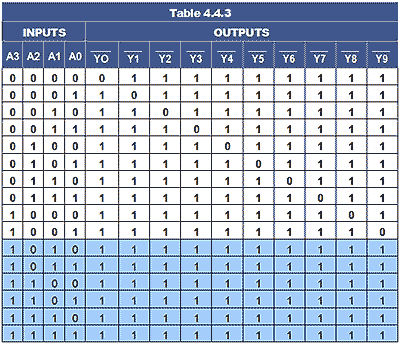 Table 4.4.3
INPUTS OUTPUTS
A3 A2 A1 A0 Y0 Y1 Y2 Y3 Y4 Y5 Y6 Y7 Y8 Y9
0 0 0 0 0 1 1 1 1 1 1 1 1 1
0 0 0 1 1 0 1 1 1 1 1 1 1 1
0 0 1 0 1 1 0 1 1 1 1 1 1 1
0 0 1 1 1 1 1 0 1 1 1 1 1 1
0 1 0 0 1 1 1 1 0 1 1 1 1 1
0 1 0 1 1 1 1 1 1 0 1 1 1 1
0 1 1 0 1 1 1 1 1 1 0 1 1 1
0 1 1 1 1 1 1 1 1 1 1 0 1 1
1 0 0 0 1 1 1 1 1 1 1 1 0 1
1 0 0 1 1 1 1 1 1 1 1 1 1 0
1 0 1 0 1 1 1 1 1 1 1 1 1 1
1 0 1 1 1 1 1 1 1 1 1 1 1 1
1 1 0 0 1 1 1 1 1 1 1 1 1 1
1 1 0 1 1 1 1 1 1 1 1 1 1 1
1 1 1 0 1 1 1 1 1 1 1 1 1 1
1 1 1 1 1 1 1 1 1 1 1 1 1 1